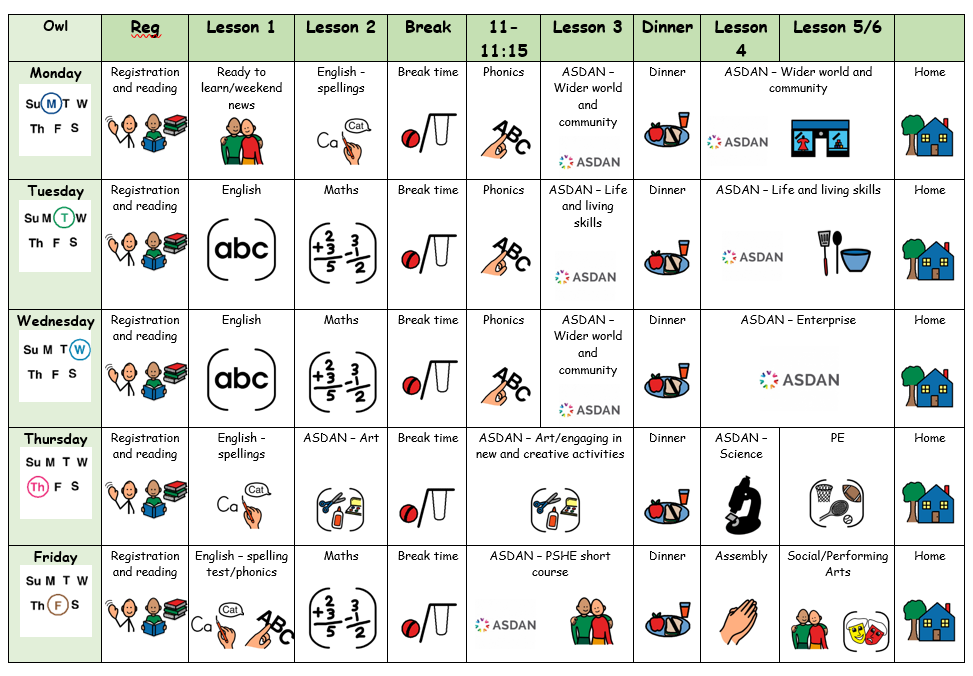 Owl
Reg
Lesson 1
Lesson 2
Break
11-
11:15
Lesson 3
Dinner
Lesson
4
Lesson 5/6
Monday
Su M T W
Th F S
Registration
and reading
Ready to
learn/weekend
news
English –
spellings
Ca
Cat
Break time
Phonics
ABC
ASDAN –
Wider world
and
community
ASDAN
Dinner
ASDAN – Wider world and
community
ASDAN
Home
Tuesday
Su M T W
Th F S
Registration
and reading
English
abc
Maths
2
+3
5
3
-1
2
Break time
Phonics
ABC
ASDAN – Life
and living
skills
ASDAN
Dinner
ASDAN – Life and living skills
ASDAN
Home
Wednesday
Su M T W
Th F S
Registration
and reading
English
abc
Maths
2
+3
5
3
-1
2
Break time
Phonics
ABC
ASDAN –
Wider world
and
community
ASDAN
Dinner
ASDAN – Enterprise
ASDAN
Home
Thursday
Su M T W
Th F S
Registration
and reading
English -
spellings
Ca
Cat
ASDAN – Art
Break time
ASDAN – Art/engaging in
new and creative activities
Dinner
ASDAN –
Science
PE
Home
Friday
Su M T W
Th F S
Registration
and reading
English – spelling
test/phonics
Ca
Cat
ABC
Maths
2
+3
5
3
-1
2
Break time
ASDAN – PSHE short
course
ASDAN
Dinner
Assembly
Social/Performing
Arts
Home